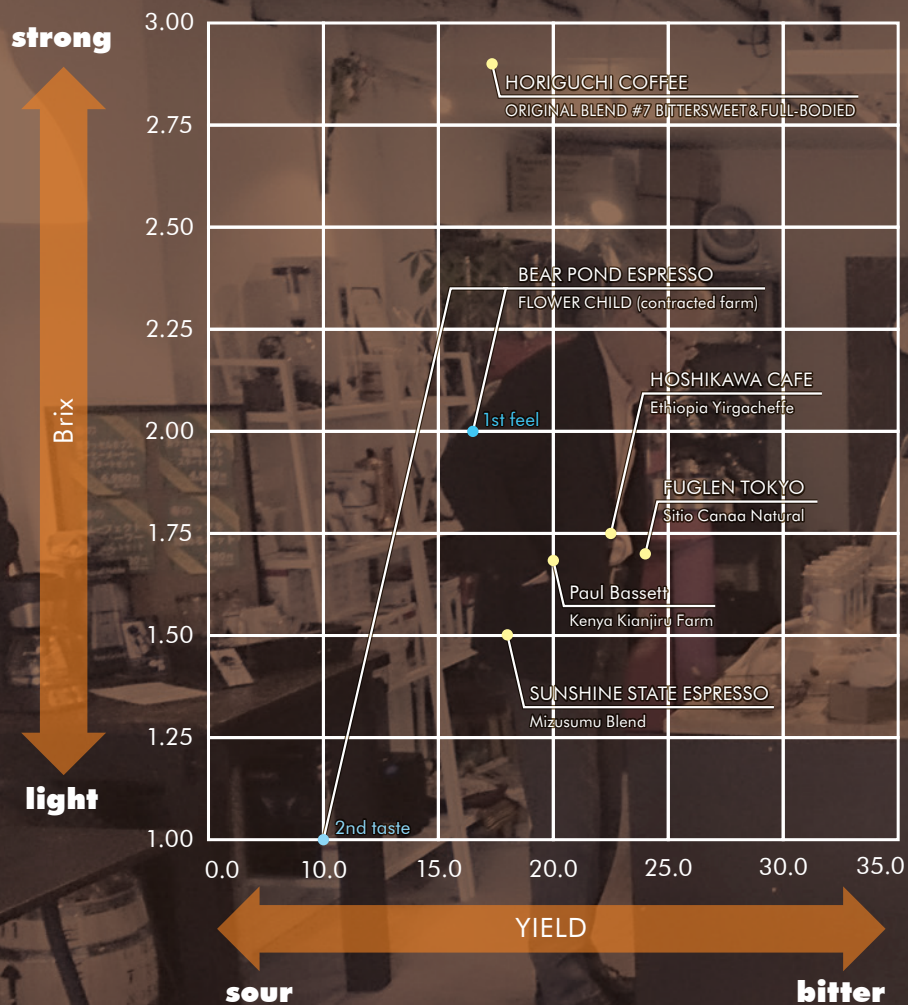 strong
3.00
HORIGUCHI COFFEE
ORIGINAL BLEND #7 BITTERSWEET&FULL-BODIED
2.75
2.50
BEAR POND ESPRESSO
FLOWER CHILD (contracted farm)
2.25
HOSHIKAWA CAFE
Ethiopia Yirgacheffe
1st feel
2.00
Brix
FUGLEN TOKYO
Sitio Canaa Natural
1.75
Paul Bassett
Kenya Kianjiru Farm
1.50
SUNSHINE STATE ESPRESSO
Mizusumu Blend
1.25
light
2nd taste
1.00
0.0 10.0 15.0 20.0 25.0 30.0 35.0
YIELD
sour bitter